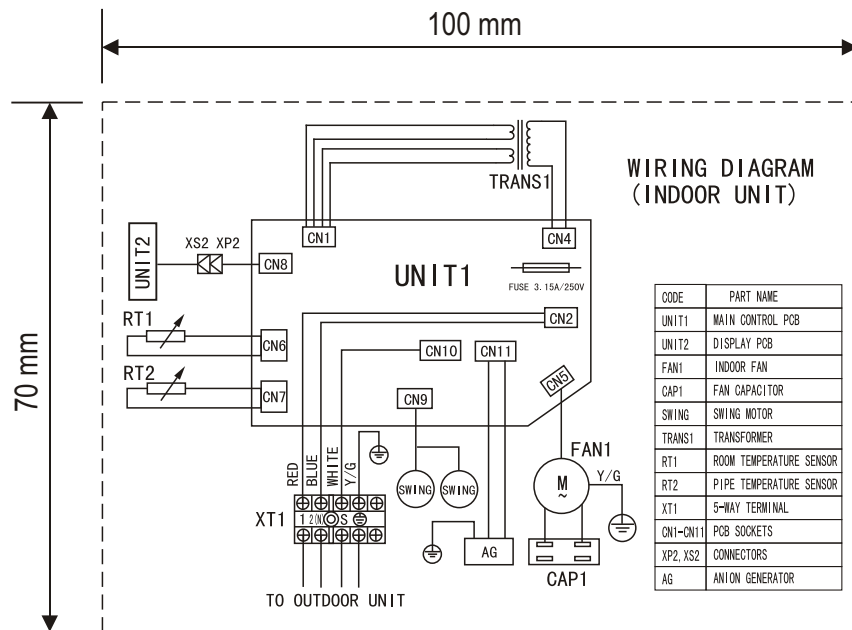 100 mm
70 mm
WIRING DIAGRAM
(INDOOR UNIT)
TRANS1
CN1
CN4
UNIT2
XS2 XP2
CN8
UNIT1
FUSE 3.15A/250V
RT1
CN6
CN2
CN10
CN11
RT2
CN7
CN5
CN9
RED
BLUE
WHITE
Y/G
FAN1
M
~
Y/G
SWING
SWING
XT1
1 2(N) S
AG
CAP1
TO OUTDOOR UNIT
CODE PART NAME
UNIT1 MAIN CONTROL PCB
UNIT2 DISPLAY PCB
FAN1 INDOOR FAN
CAP1 FAN CAPACITOR
SWING SWING MOTOR
TRANS1 TRANSFORMER
RT1 ROOM TEMPERATURE SENSOR
RT2 PIPE TEMPERATURE SENSOR
XT1 5-WAY TERMINAL
CN1-CN11 PCB SOCKETS
XP2, XS2 CONNECTORS
AG ANION GENERATOR